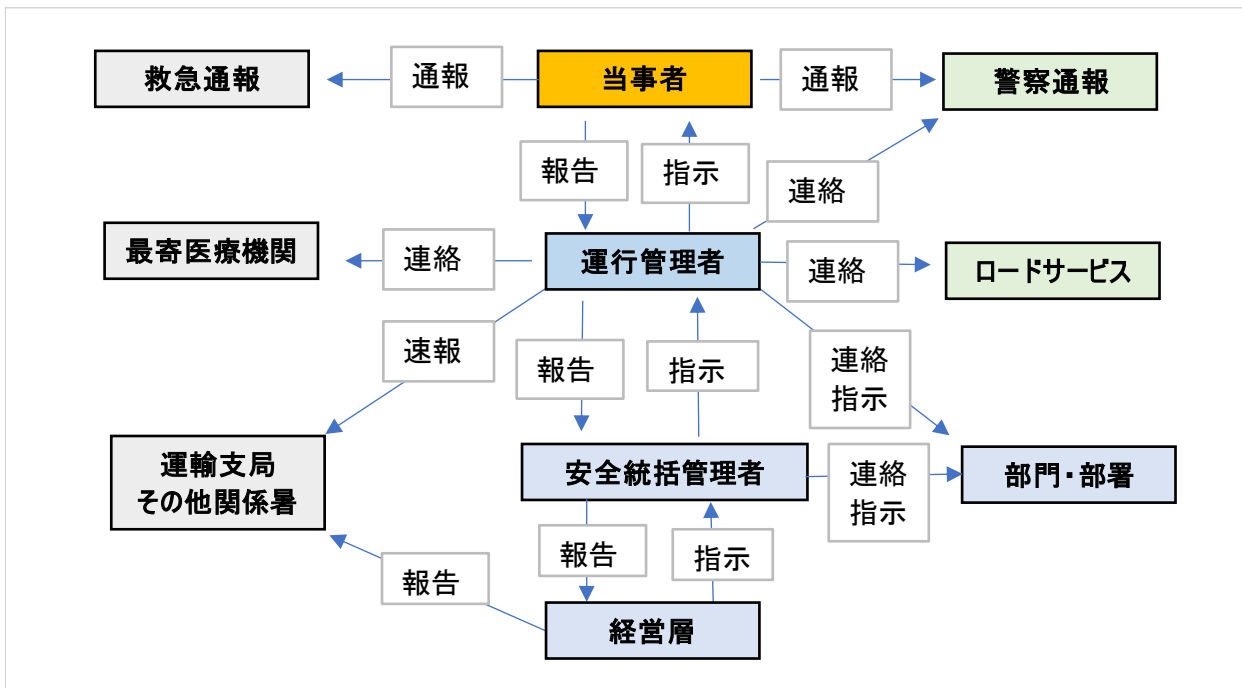 救急通報
通報
当事者
通報
警察通報
報告
指示
連絡
最寄医療機関
連絡
運行管理者
連絡
ロードサービス
速報
報告
指示
連絡
指示
運輸支局
その他関係暑
安全統括管理者
連絡
指示
部門・部署
報告
指示
報告
経営層